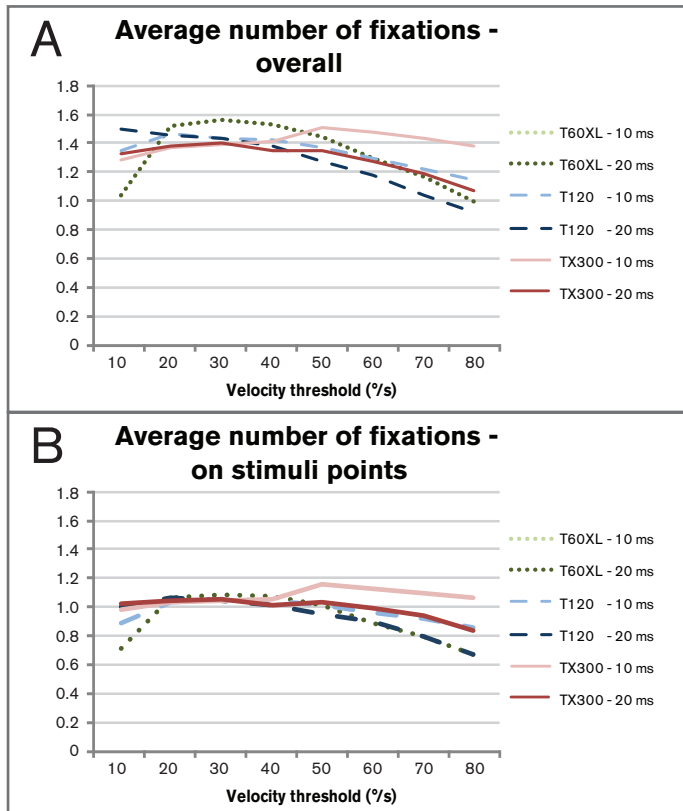 A
Average number of fixations -
overall
1.8
1.6
1.4
1.2
1.0
0.8
0.6
0.4
0.2
0
10 20 30 40 50 60 70 80
Velocity threshold (°/s)
T60XL - 10 ms
T60XL - 20 ms
T120 - 10 ms
T120 - 20 ms
TX300 - 10 ms
TX300 - 20 ms
B
Average number of fixations -
on stimuli points
1.8
1.6
1.4
1.2
1.0
0.8
0.6
0.4
0.2
0
10 20 30 40 50 60 70 80
Velocity threshold (°/s)
T60XL - 10 ms
T60XL - 20 ms
T120 - 10 ms
T120 - 20 ms
TX300 - 10 ms
TX300 - 20 ms